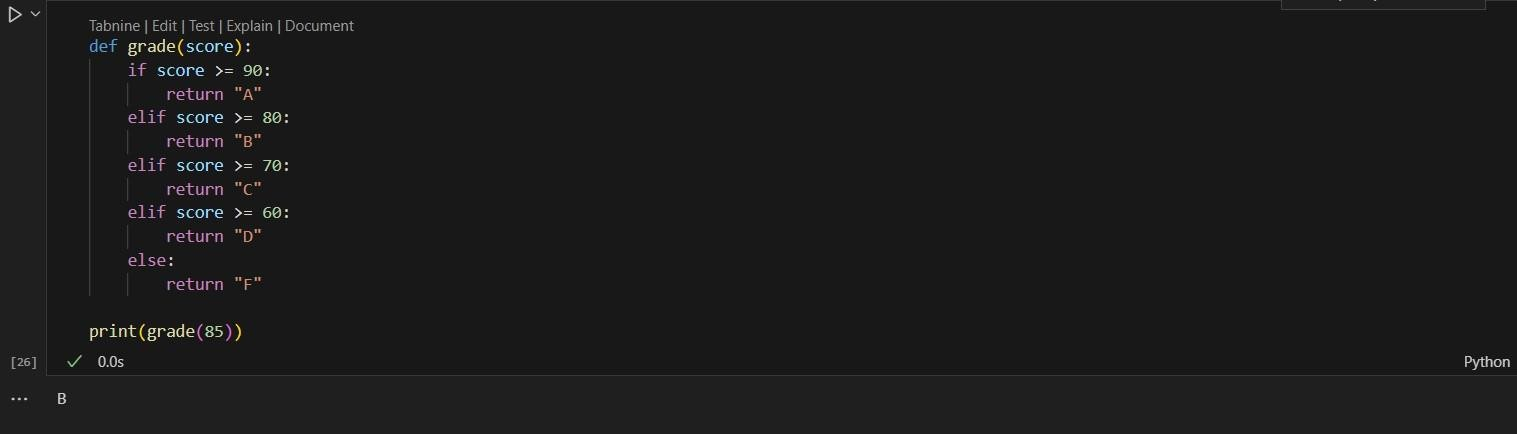 Tabnine | Edit | Test | Explain | Document
def grade(score):
    if score >= 90:
        return "A"
    elif score >= 80:
        return "B"
    elif score >= 70:
        return "C"
    elif score >= 60:
        return "D"
    else:
        return "F"
print(grade(85))
[26] 0.0s Python
B